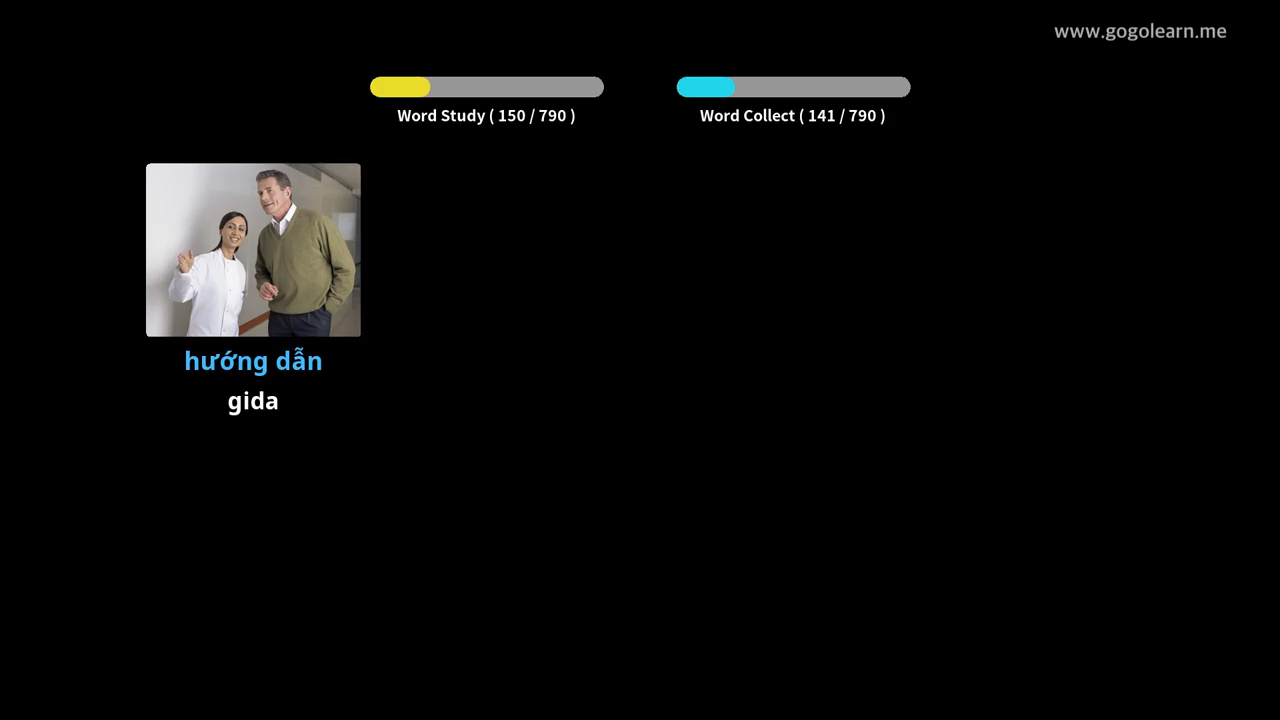 www.gogolearn.me
Word Study ( 150 / 790 )
Word Collect ( 141 / 790 )
hướng dẫn
gida